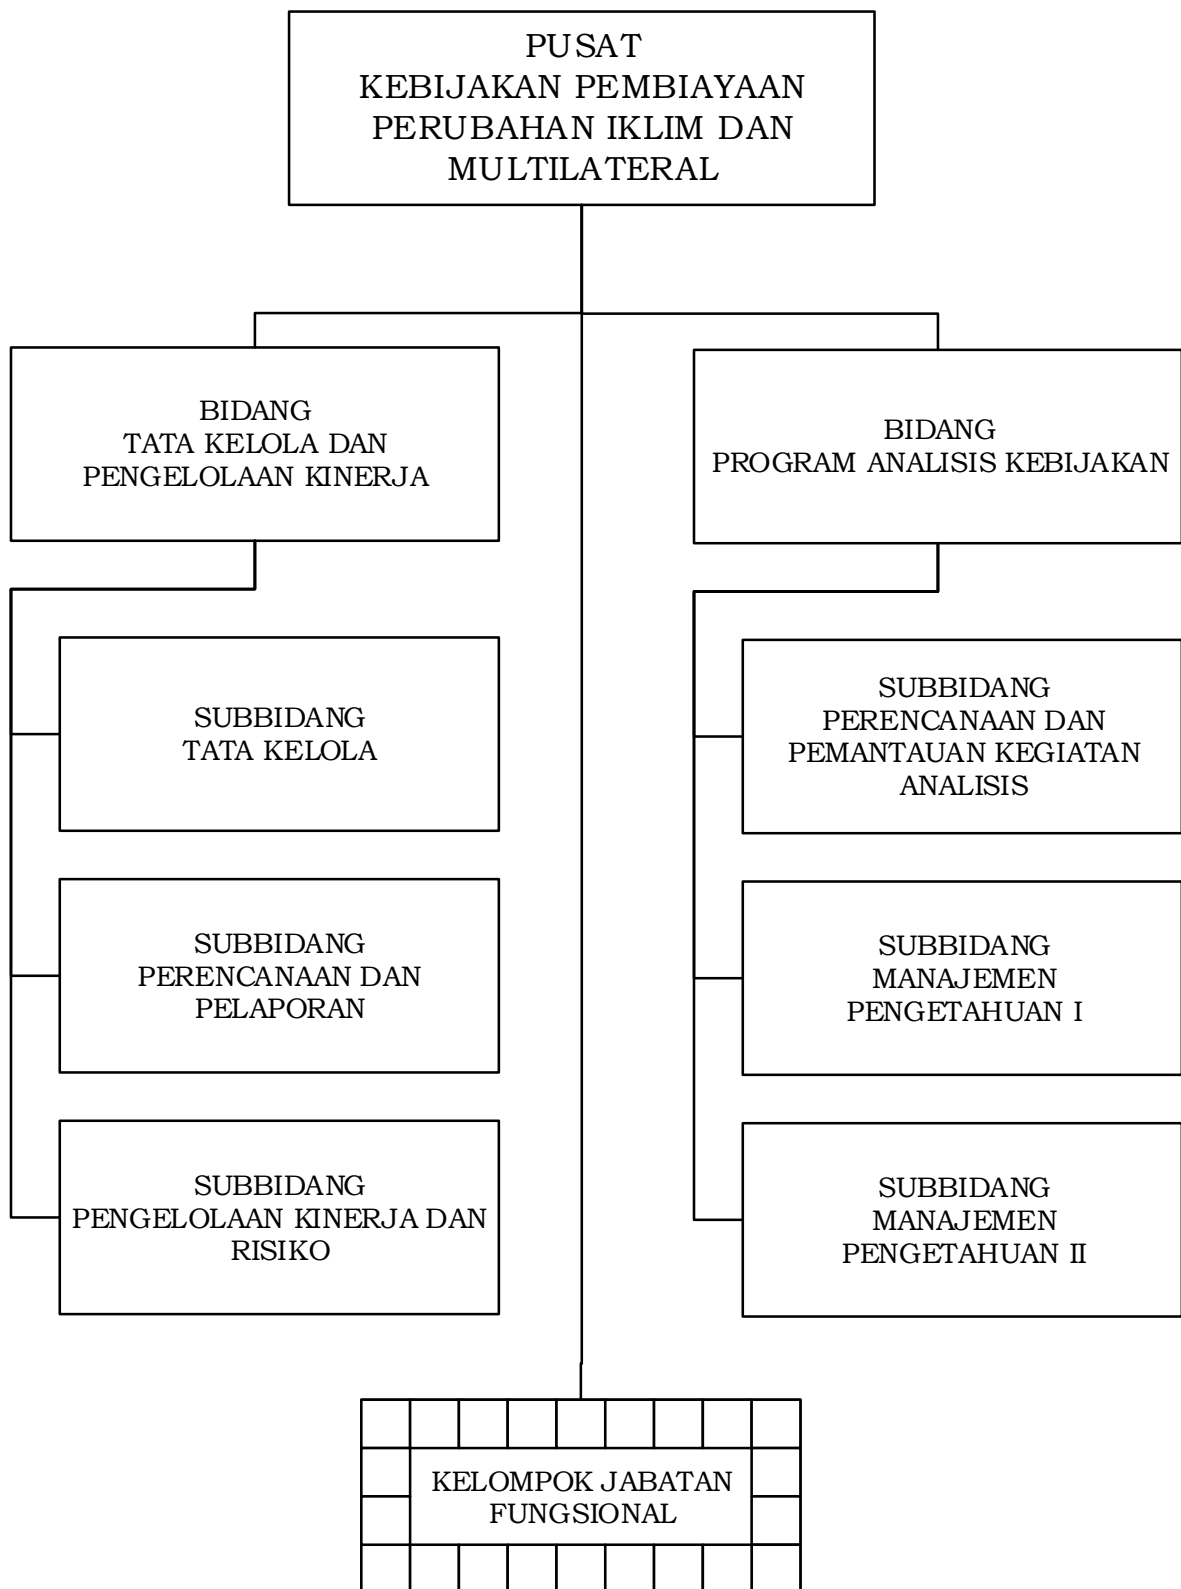 PUSAT
KEBIJAKAN PEMBIAYAAN
PERUBAHAN IKLIM DAN
MULTILATERAL
BIDANG
TATA KELOLA DAN
PENGELOLAAN KINERJA
BIDANG
PROGRAM ANALISIS KEBIJAKAN
SUBBIDANG
TATA KELOLA
SUBBIDANG
PERENCANAAN DAN
PEMANTAUAN KEGIATAN
ANALISIS
SUBBIDANG
PERENCANAAN DAN
PELAPORAN
SUBBIDANG
MANAJEMEN
PENGETAHUAN I
SUBBIDANG
PENGELOLAAN KINERJA DAN
RISIKO
SUBBIDANG
MANAJEMEN
PENGETAHUAN II
KELOMPOK JABATAN
FUNGSIONAL